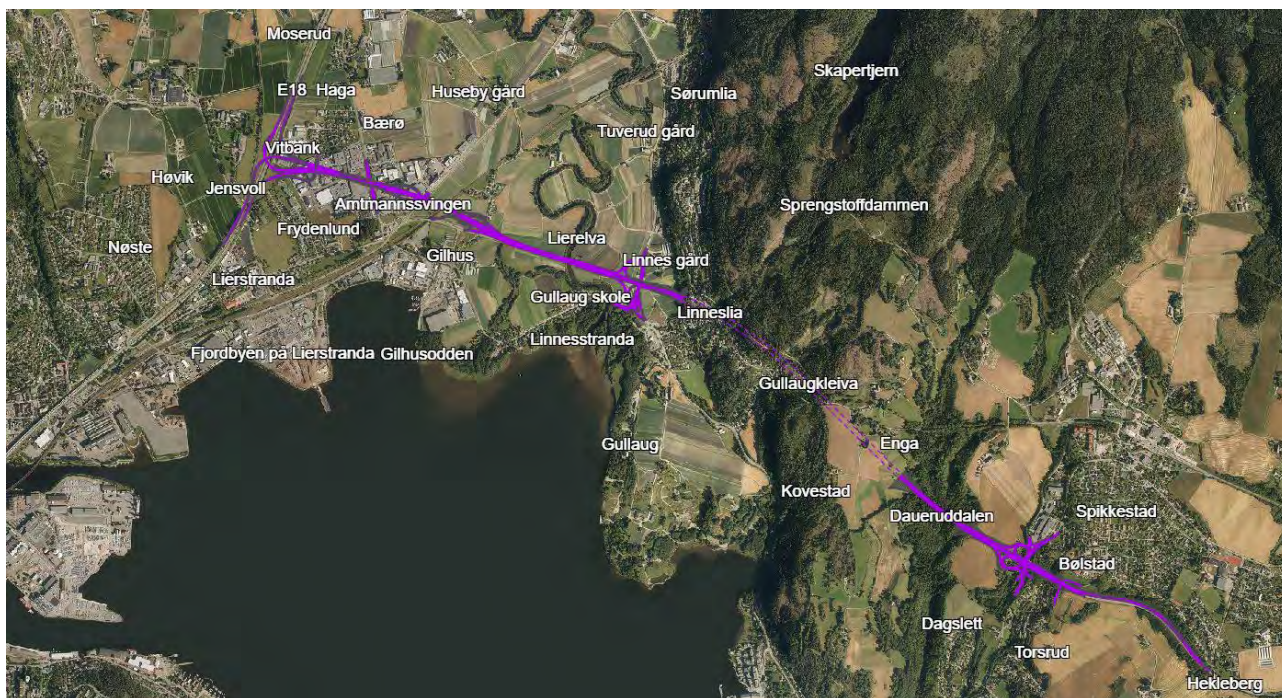 Moserud
Skapertjern
E18 Haga
Huseby gård
Sørumlia
Bærø
Tuverud gård
Vitbank
Høvik
Jensvoll
Amtmannssvingen
Sprengstoffdammen
Frydenlund
Lierelva
Nøste
Gilhus
Linnes gård
Lierstranda
Gullaug skole
Linneslia
Linnesstranda
Fjordbyen på Lierstranda
Gilhusodden
Gullaugkleiva
Gullaug
Enga
Kovestad
Daueruddalen
Spikkestad
Bølstad
Dagslett
Torsrud
Hekleberg